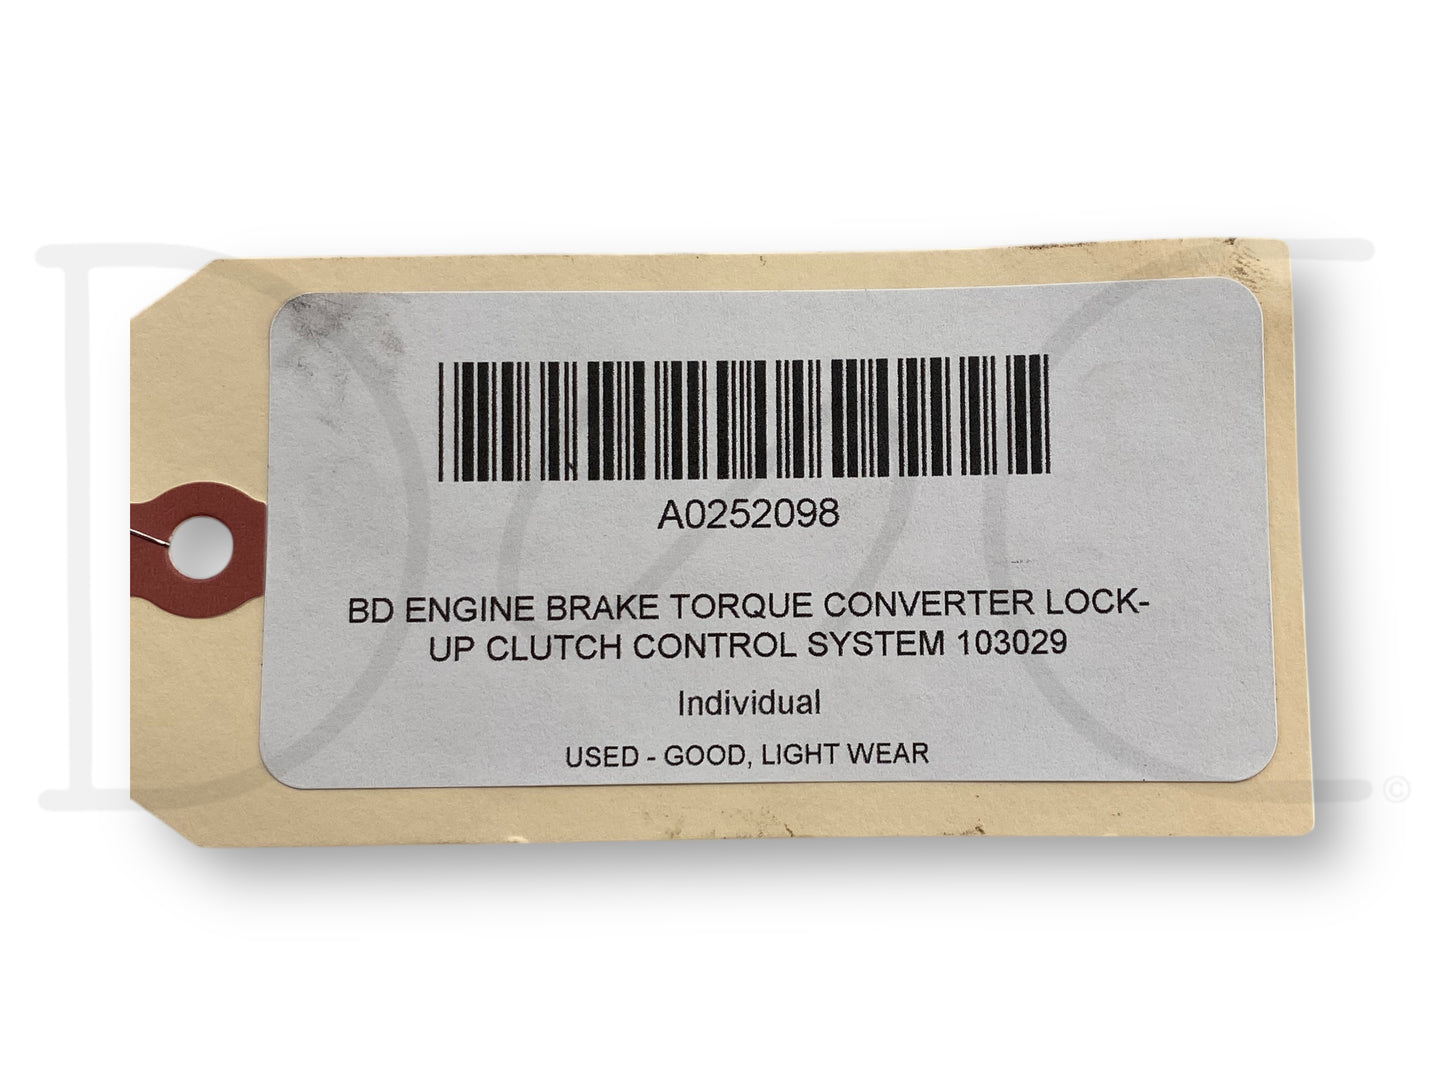 A0252098
BD ENGINE BRAKE TORQUE CONVERTER LOCK-
UP CLUTCH CONTROL SYSTEM 103029
Individual
USED - GOOD, LIGHT WEAR
©